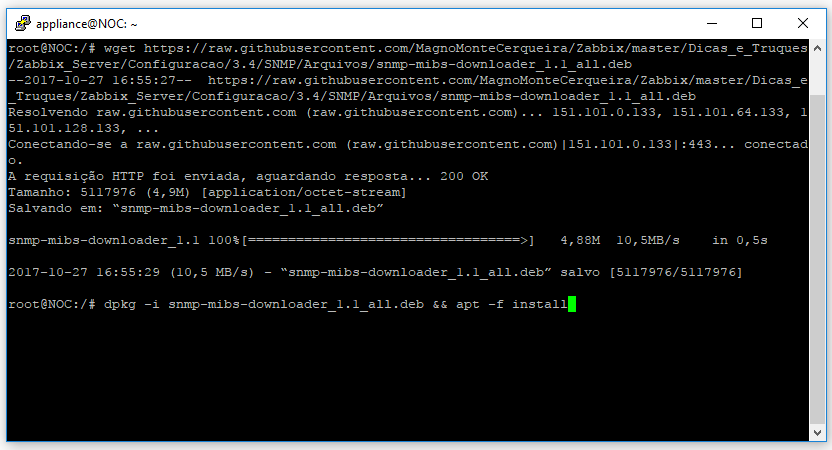 appliance@NOC: ~
root@NOC:/# wget https://raw.githubusercontent.com/MagnoMonteCerqueira/Zabbix/master/Dicas_e_Truques
/Zabbix_Server/Configuracao/3.4/SNMP/Arquivos/snmp-mibs-downloader_1.1_all.deb
--2017-10-27 16:55:27--  https://raw.githubusercontent.com/MagnoMonteCerqueira/Zabbix/master/Dicas_e
_Truques/Zabbix_Server/Configuracao/3.4/SNMP/Arquivos/snmp-mibs-downloader_1.1_all.deb
Resolvendo raw.githubusercontent.com (raw.githubusercontent.com)... 151.101.0.133, 151.101.64.133, 1
51.101.128.133, ...
Conectando-se a raw.githubusercontent.com (raw.githubusercontent.com)|151.101.0.133|:443... conectad
o.
A requisição HTTP foi enviada, aguardando resposta... 200 OK
Tamanho: 5117976 (4,9M) [application/octet-stream]
Salvando em: “snmp-mibs-downloader_1.1_all.deb”
snmp-mibs-downloader_1.1 100%[==================================>]   4,88M  10,5MB/s    in 0,5s
2017-10-27 16:55:29 (10,5 MB/s) - “snmp-mibs-downloader_1.1_all.deb” salvo [5117976/5117976]
root@NOC:/# dpkg -i snmp-mibs-downloader_1.1_all.deb && apt -f install